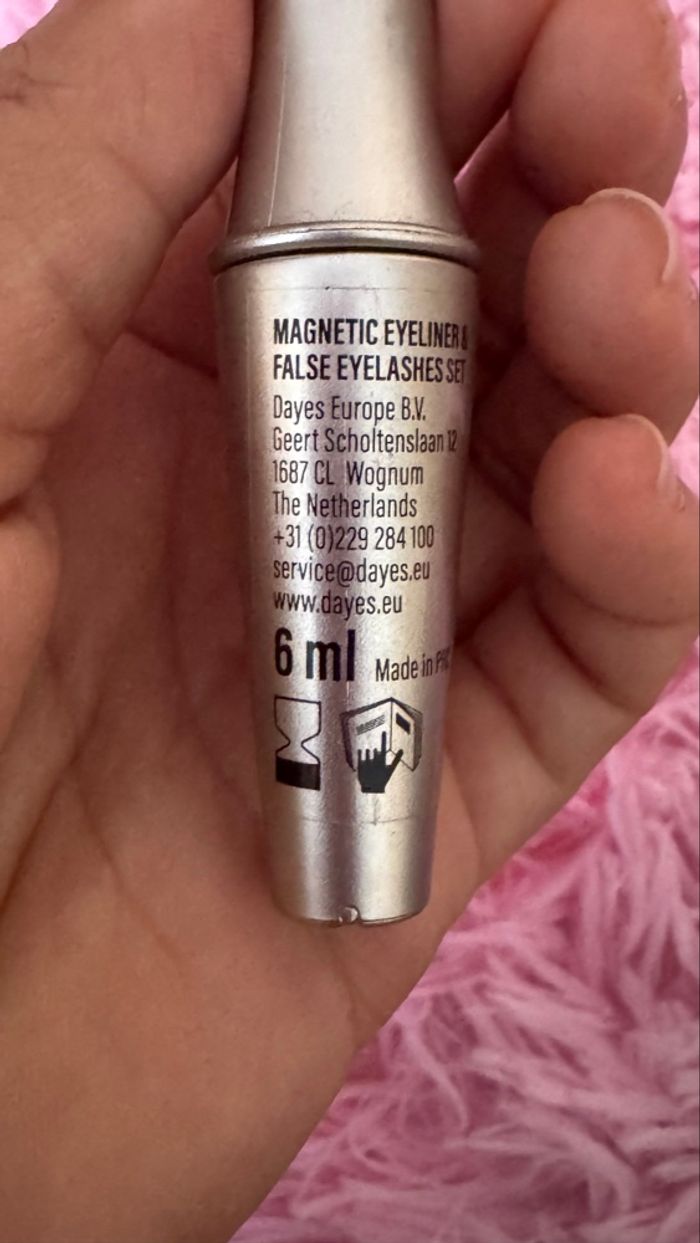 MAGNETIC EYELINER &
FALSE EYELASHES SET
Dayes Europe B.V.
Geert Scholtenslaan 12
1687 CL Wognum
The Netherlands
+31 (0)229 284 100
service@dayes.eu
www.dayes.eu
6 ml Made in